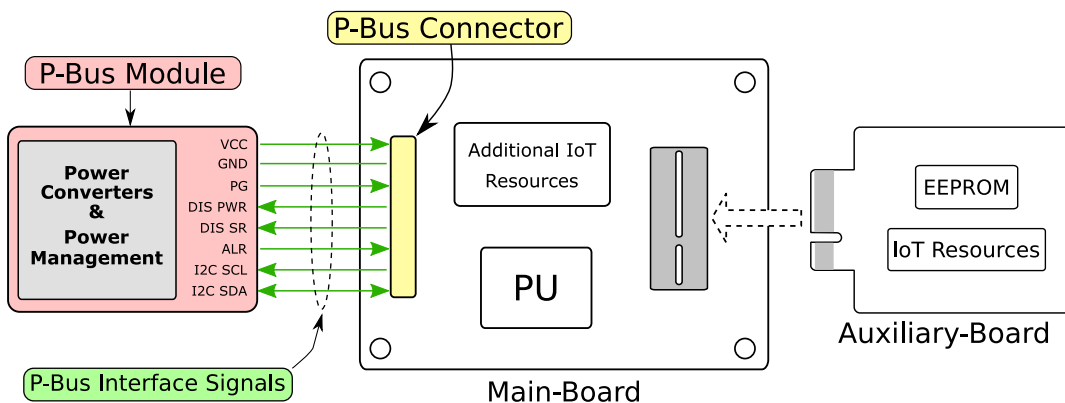 P-Bus Connector
P-Bus Module
VCC
GND
PG
DIS PWR
DIS SR
ALR
I2C SCL
I2C SDA
Power
Converters
&
Power
Management
Additional IoT
Resources
PU
EEPROM
IoT Resources
Auxiliary-Board
P-Bus Interface Signals
Main-Board